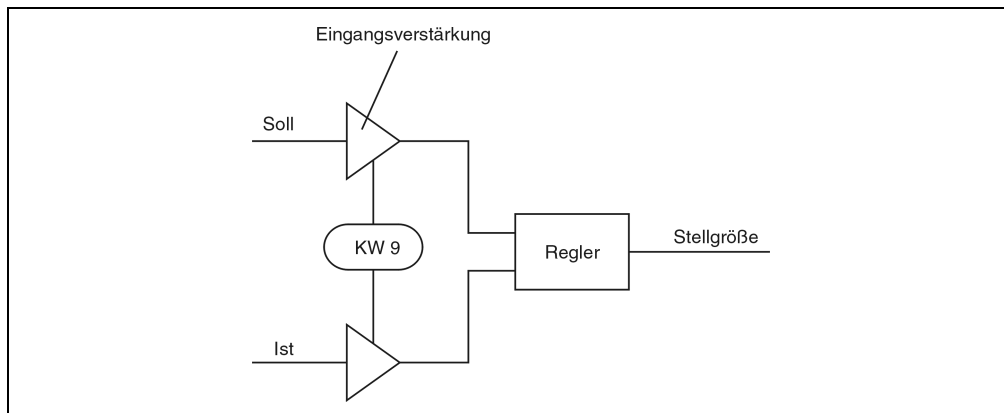 Eingangsverstärkung
Soll
KW 9
Regler
Stellgröße
Ist